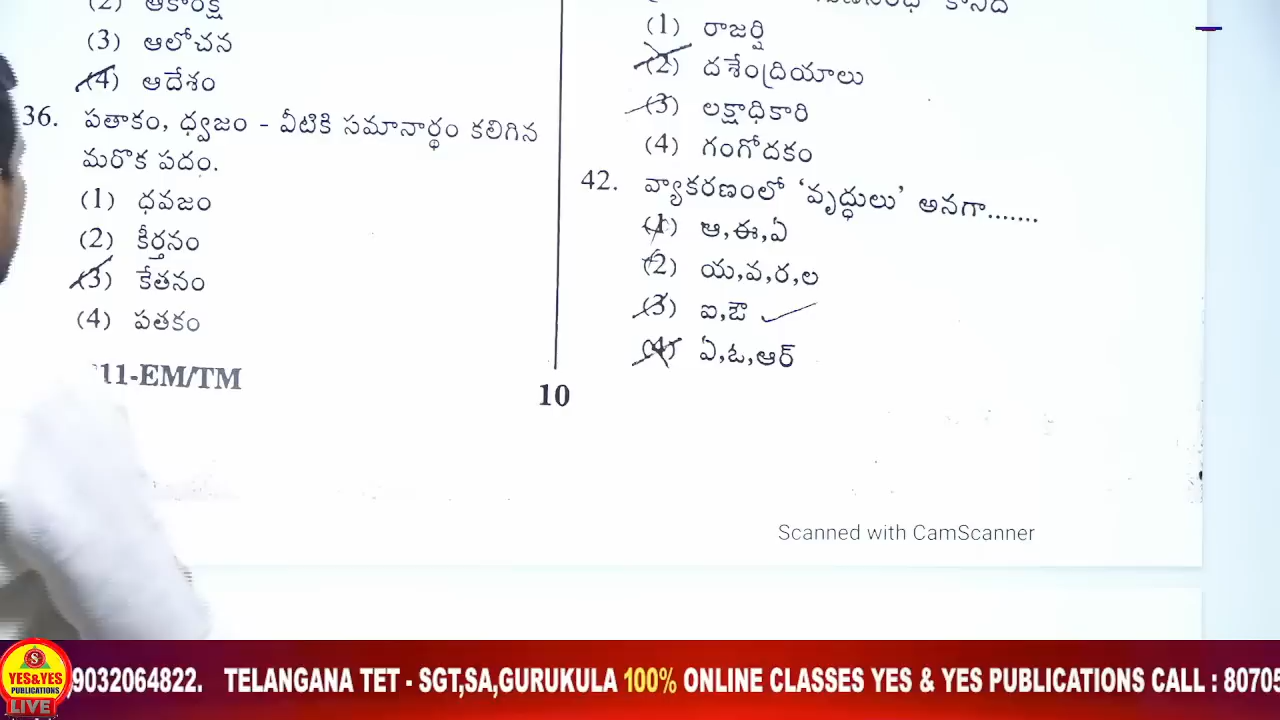 (2) ఆకాంక్ష
(3) ఆలోచన
(4) ఆదేశం
36. పతాకం, ధ్వజం - వీటికి సమానార్థం కలిగిన
మరొక పదం.
(1) ధవజం
(2) కీర్తనం
(3) కేతనం
(4) పతకం
11-EM/TM
కానిది
(1) రాజర్షి
(2) దశేంద్రియాలు
(3) లక్షాధికారి
(4) గంగోదకం
42. వ్యాకరణంలో ‘వృద్ధులు’ అనగా.......
(1) ఆ,ఈ,ఏ
(2) య,వ,ర,ల
(3) ఐ,ఔ
(4) ఏ,ఓ,ఆర్
10
Scanned with CamScanner
YES&YES
PUBLICATIONS
LIVE
9032064822. TELANGANA TET - SGT,SA,GURUKULA 100% ONLINE CLASSES YES & YES PUBLICATIONS CALL : 80705